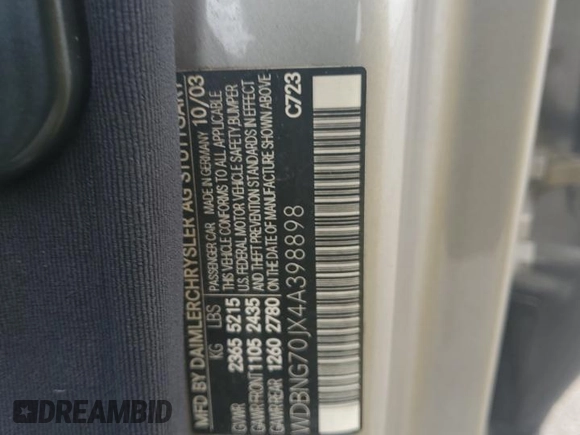 MFD BY DAIMLERCHRYSLER AG STUTTGART 10/03
KG LBS PASSENGER CAR MADE IN GERMANY
GVWR 2365 5215 THIS VEHICLE CONFORMS TO ALL APPLICABLE
U.S. FEDERAL MOTOR VEHICLE SAFETY, BUMPER
GAWR FRONT 1105 2435 AND THEFT PREVENTION STANDARDS IN EFFECT
GAWR REAR 1260 2780 ON THE DATE OF MANUFACTURE SHOWN ABOVE
C723
WDBNG70JX4A398898
DREAMBID